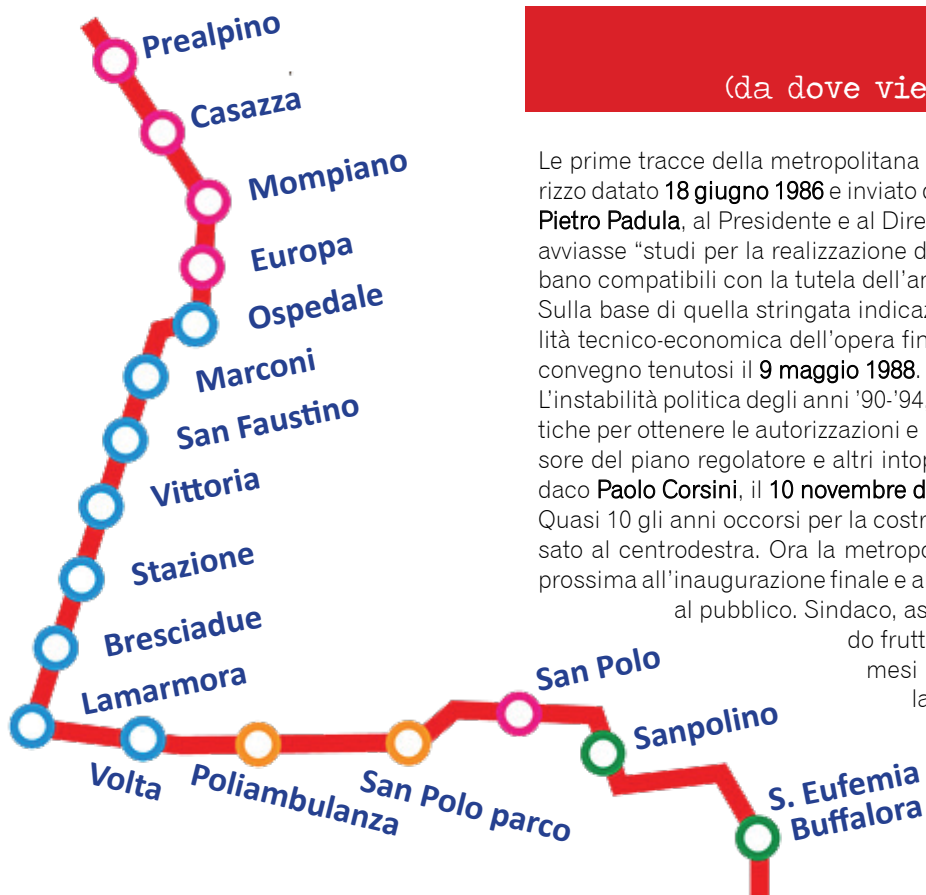 Prealpino
Casazza
Mompiano
Europa
Ospedale
Marconi
San Faustino
Vittoria
Stazione
Bresciadue
Lamarmora
Volta
Poliambulanza
San Polo parco
San Polo
Sanpolino
S. Eufemia
Buffalora
(da dove vie
Le prime tracce della metropolitana
rizzo datato 18 giugno 1986 e inviato
Pietro Padula, al Presidente e al Dire
avviasse “studi per la realizzazione d
bano compatibili con la tutela dell'a
Sulla base di quella stringata indica
lità tecnico-economica dell'opera fin
convegno tenutosi il 9 maggio 1988.
L'instabilità politica degli anni '90-'94
tiche per ottenere le autorizzazioni e
sore del piano regolatore e altri intop
daco Paolo Corsini, il 10 novembre d
Quasi 10 gli anni occorsi per la costr
sato al centrodestra. Ora la metropo
prossima all'inaugurazione finale e a
al pubblico. Sindaco, as
do frutt
mesi
la